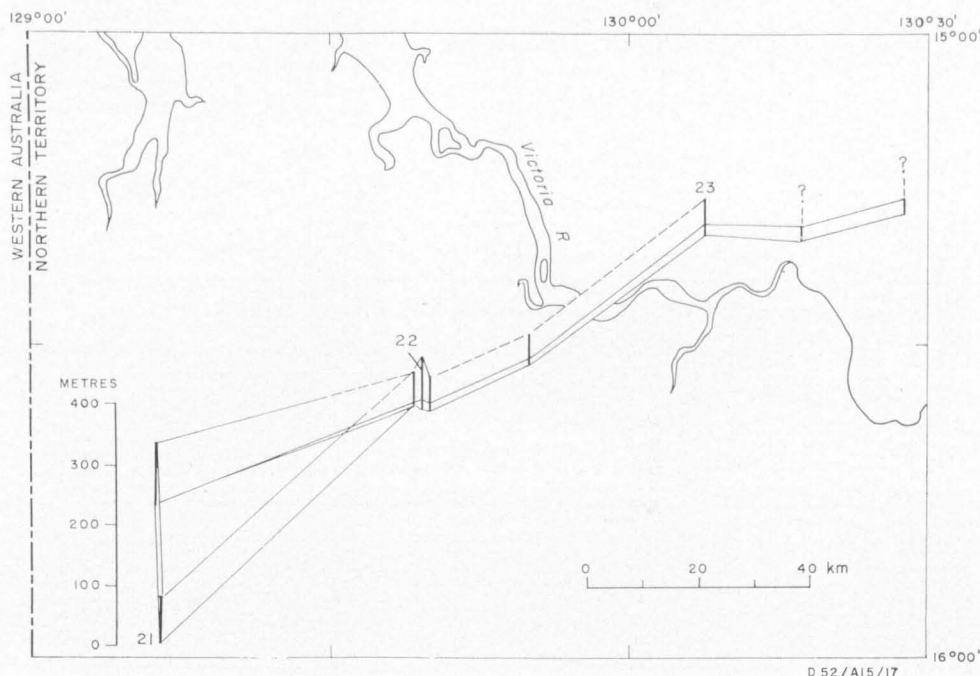 129°00'
130°00'
130°30'
15°00'
WESTERN AUSTRALIA
NORTHERN TERRITORY
Victoria R
23
?
?
22
METRES
400
300
200
100
0
21
0 20 40 km
16°00'
D 52/A15/17